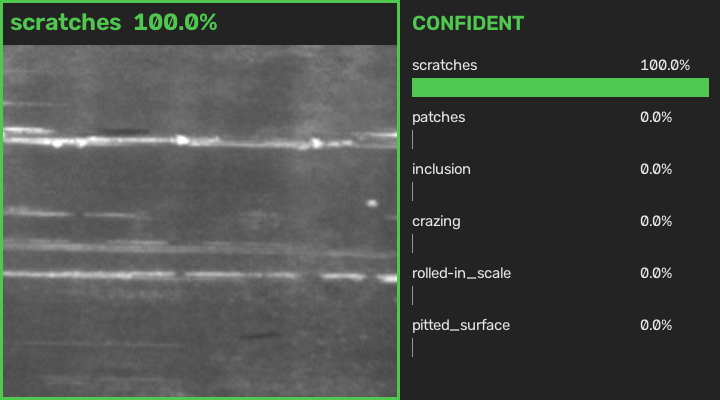 scratches 100.0%
CONFIDENT
scratches 100.0%
patches 0.0%
inclusion 0.0%
crazing 0.0%
rolled-in_scale 0.0%
pitted_surface 0.0%